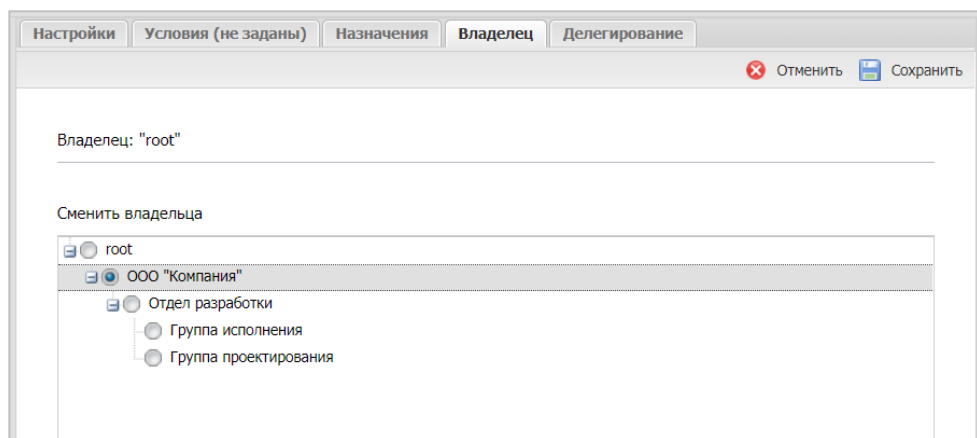 Настройки Условия (не заданы) Назначения Владелец Делегирование
Отменить Сохранить
Владелец: "root"
Сменить владельца
root
ООО "Компания"
Отдел разработки
Группа исполнения
Группа проектирования